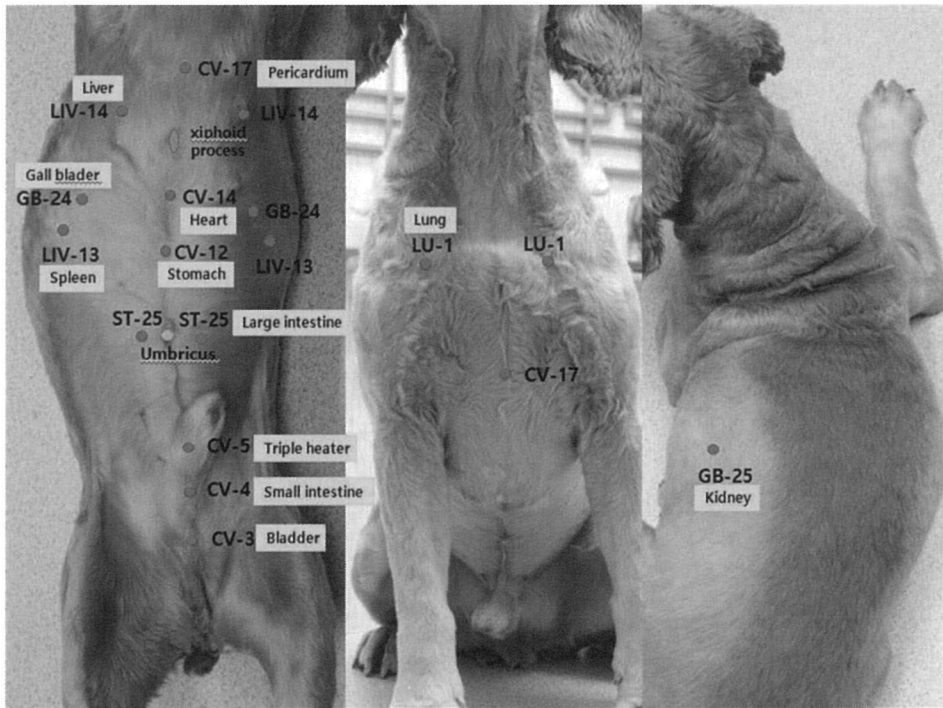 CV-17 Pericardium
Liver
LIV-14
LIV-14
xiphoid
process
Gall blader
GB-24
CV-14
GB-24
Heart
LIV-13
CV-12
LIV-13
Spleen
Stomach
ST-25
ST-25 Large intestine
Umbricus
CV-5 Triple heater
CV-4 Small intestine
CV-3 Bladder
Lung
LU-1
LU-1
CV-17
GB-25
Kidney